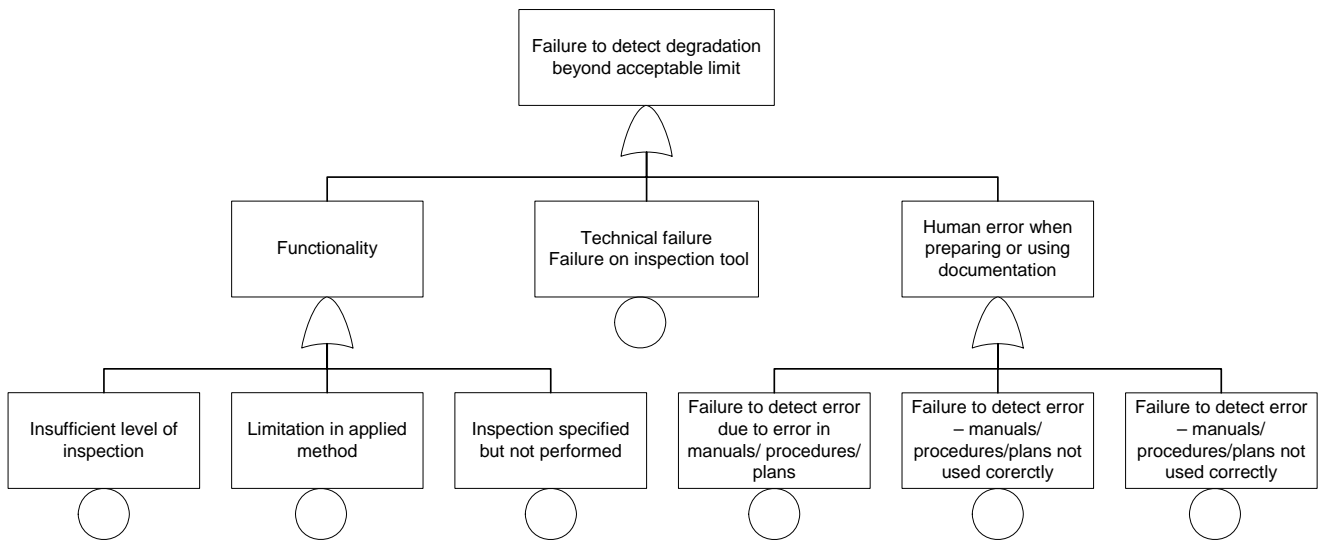 Failure to detect degradation
beyond acceptable limit
Functionality
Technical failure
Failure on inspection tool
Human error when
preparing or using
documentation
Insufficient level of
inspection
Limitation in applied
method
Inspection specified
but not performed
Failure to detect error
due to error in
manuals/ procedures/
plans
Failure to detect error
– manuals/
procedures/plans not
used corerctly
Failure to detect error
– manuals/
procedures/plans not
used correctly